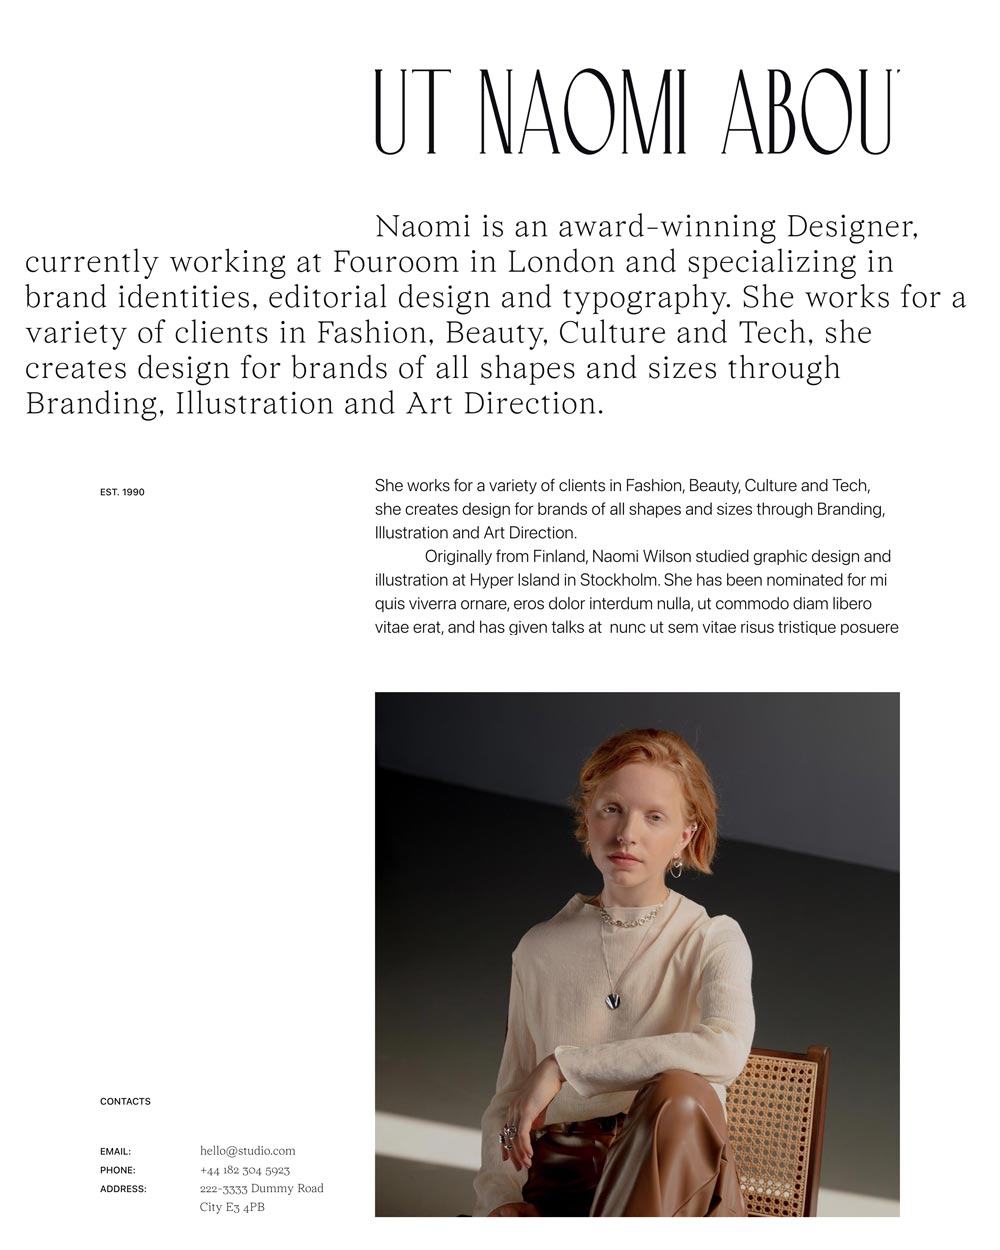 UT NAOMI ABOU
Naomi is an award-winning Designer,
currently working at Fouroom in London and specializing in
brand identities, editorial design and typography. She works for a
variety of clients in Fashion, Beauty, Culture and Tech, she
creates design for brands of all shapes and sizes through
Branding, Illustration and Art Direction.
EST. 1990
She works for a variety of clients in Fashion, Beauty, Culture and Tech,
she creates design for brands of all shapes and sizes through Branding,
Illustration and Art Direction.
Originally from Finland, Naomi Wilson studied graphic design and
illustration at Hyper Island in Stockholm. She has been nominated for mi
quis viverra ornare, eros dolor interdum nulla, ut commodo diam libero
vitae erat, and has given talks at  nunc ut sem vitae risus tristique posuere
CONTACTS
EMAIL: hello@studio.com
PHONE: +44 182 304 5923
ADDRESS: 222-3333 Dummy Road
City E3 4PB